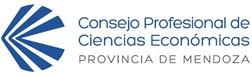 Consejo Profesional de
Ciencias Económicas
PROVINCIA DE MENDOZA